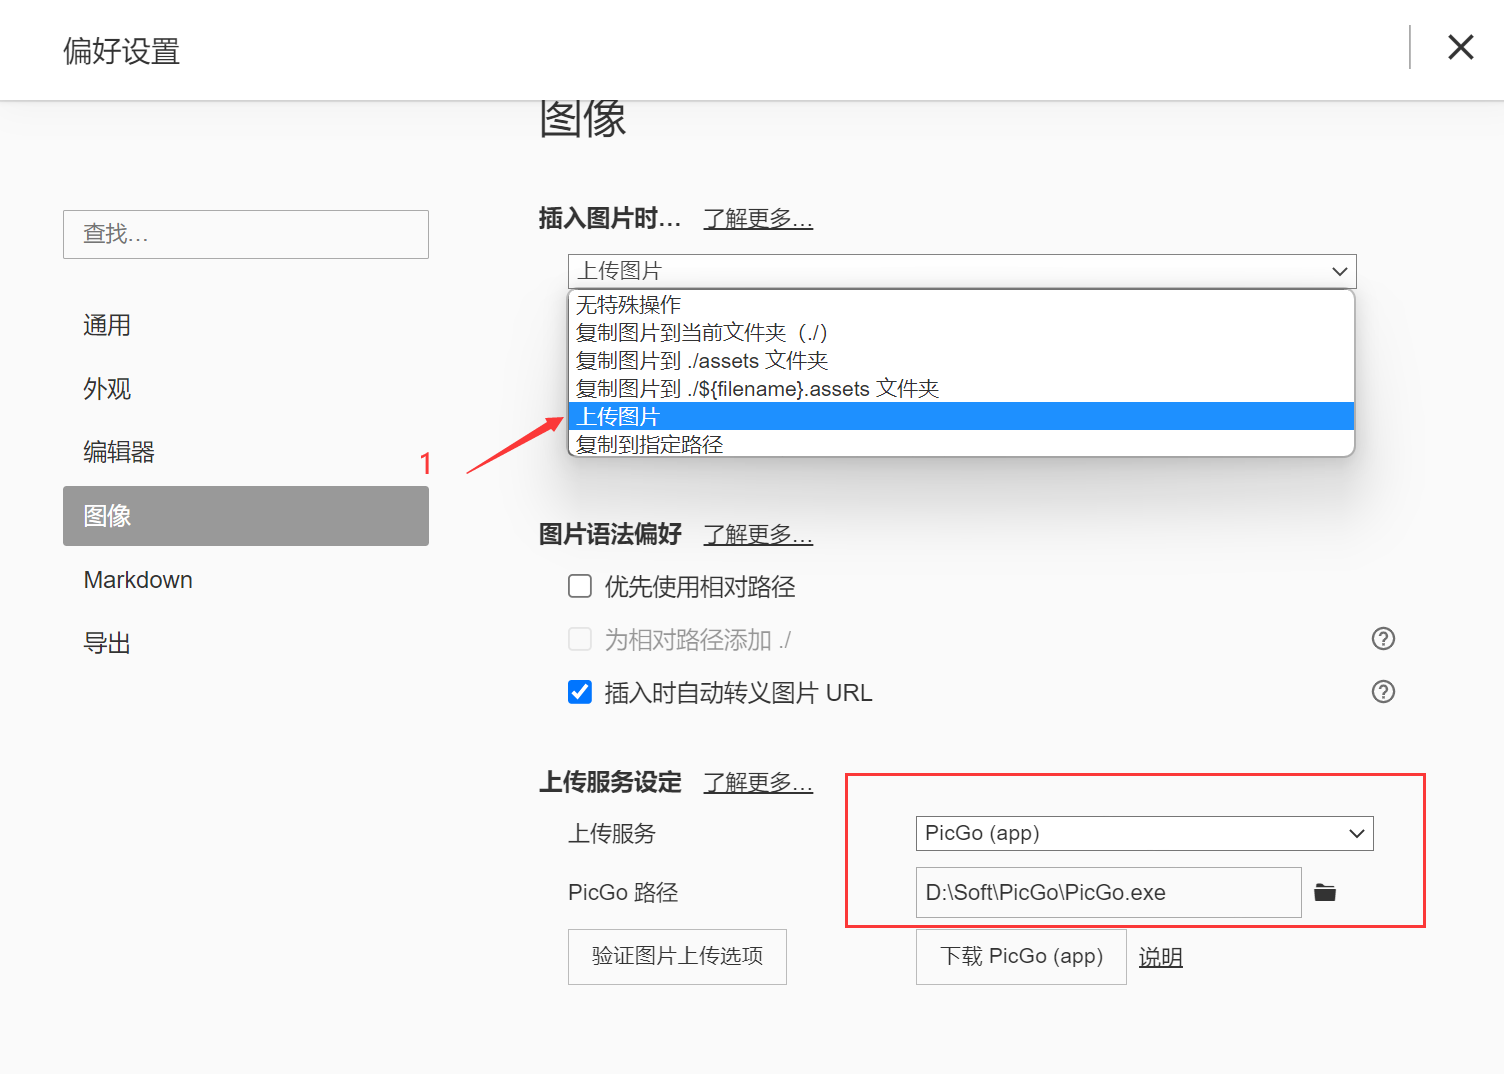 偏好设置
图像
查找...
通用
外观
编辑器
图像
Markdown
导出
插入图片时... 了解更多...
上传图片
无特殊操作
复制图片到当前文件夹（./）
复制图片到 ./assets 文件夹
复制图片到 ./${filename}.assets 文件夹
上传图片
复制到指定路径
1
图片语法偏好 了解更多...
优先使用相对路径
为相对路径添加 ./
插入时自动转义图片 URL
上传服务设定 了解更多...
上传服务 PicGo (app)
PicGo 路径 D:\Soft\PicGo\PicGo.exe
验证图片上传选项 下载 PicGo (app) 说明